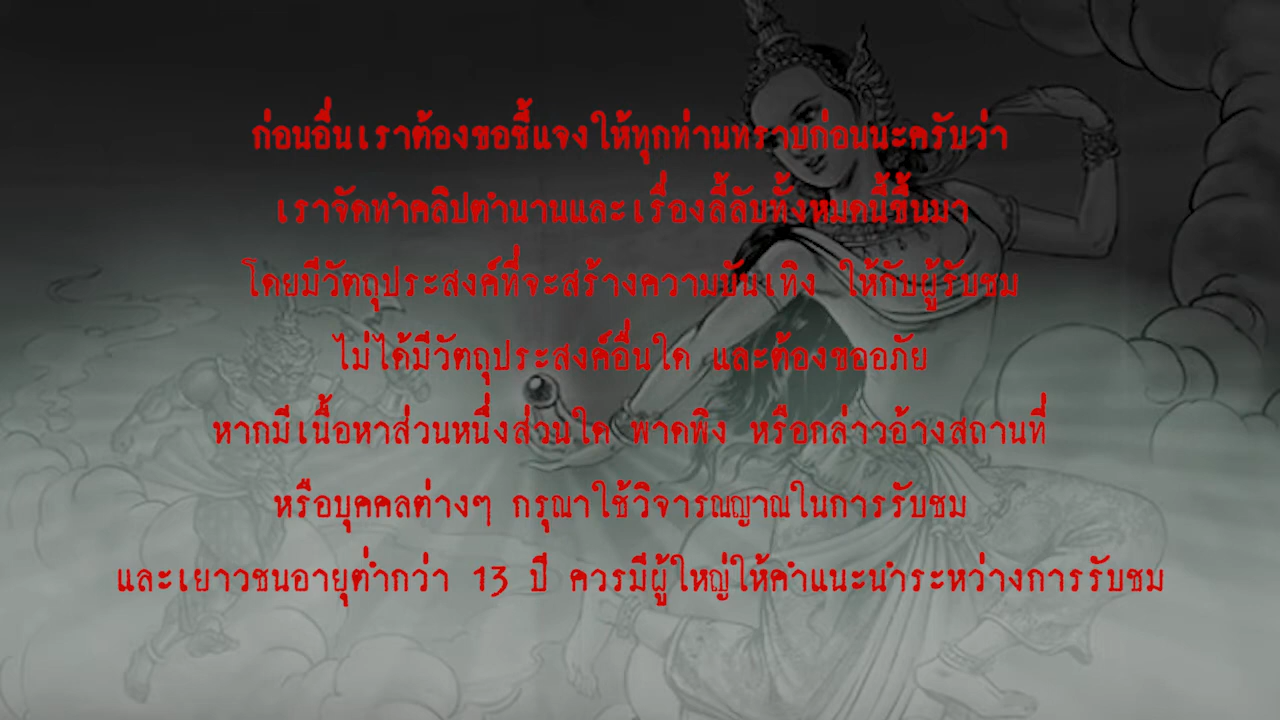 ก่อนอื่นเราต้องขอชี้แจงให้ทุกท่านทราบก่อนนะครับว่า
เราจัดทำคลิปตำนานและเรื่องลี้ลับทั้งหมดนี้ขึ้นมา
โดยมีวัตถุประสงค์ที่จะสร้างความบันเทิง ให้กับผู้รับชม
ไม่ได้มีวัตถุประสงค์อื่นใด และต้องขออภัย
หากมีเนื้อหาส่วนหนึ่งส่วนใด พาดพิง หรือกล่าวอ้างสถานที่
หรือบุคคลต่างๆ กรุณาใช้วิจารณญาณในการรับชม
และเยาวชนอายุต่ำกว่า 13 ปี ควรมีผู้ใหญ่ให้คำแนะนำระหว่างการรับชม